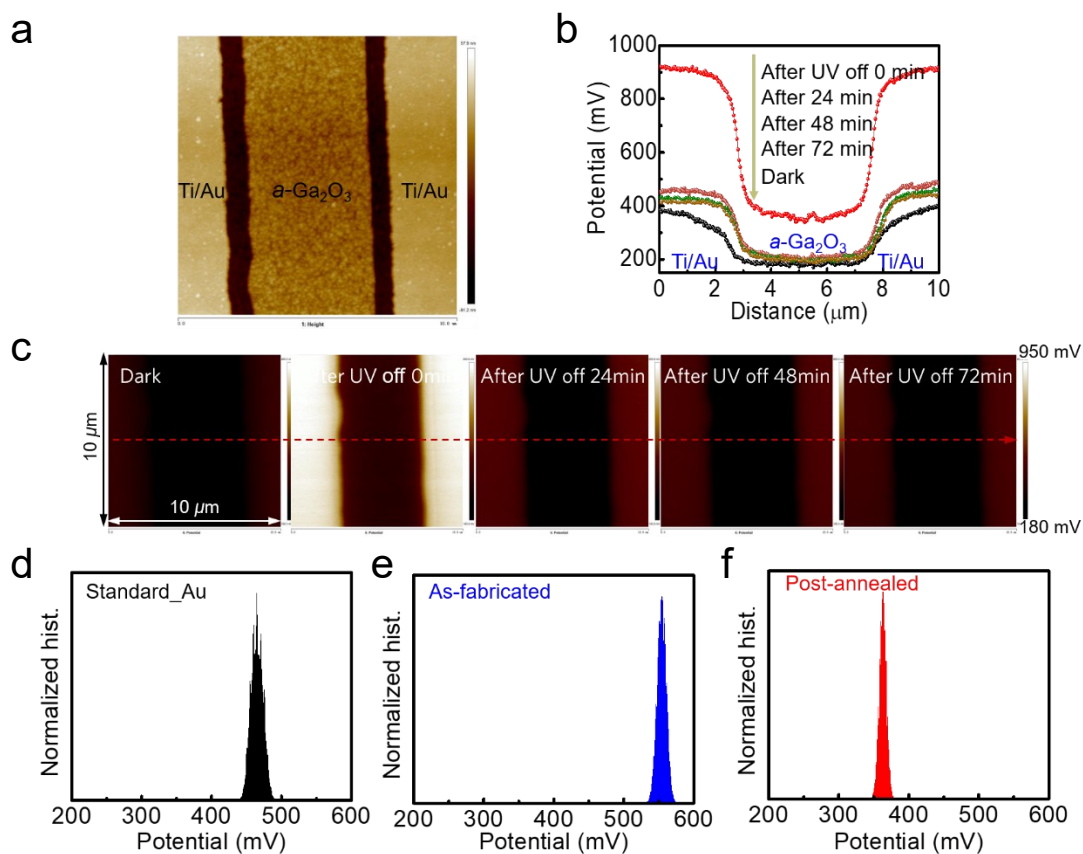 a
Ti/Au
a-Ga₂O₃
Ti/Au
1: Height
b
Potential (mV)
1000
800
600
400
200
After UV off 0 min
After 24 min
After 48 min
After 72 min
Dark
a-Ga₂O₃
Ti/Au
Ti/Au
0 2 4 6 8 10
Distance (μm)
c
10 μm
Dark
10 μm
After UV off 0min
After UV off 24min
After UV off 48min
After UV off 72min
950 mV
180 mV
d
Standard_Au
Normalized hist.
200 300 400 500 600
Potential (mV)
e
As-fabricated
Normalized hist.
200 300 400 500 600
Potential (mV)
f
Post-annealed
Normalized hist.
200 300 400 500 600
Potential (mV)